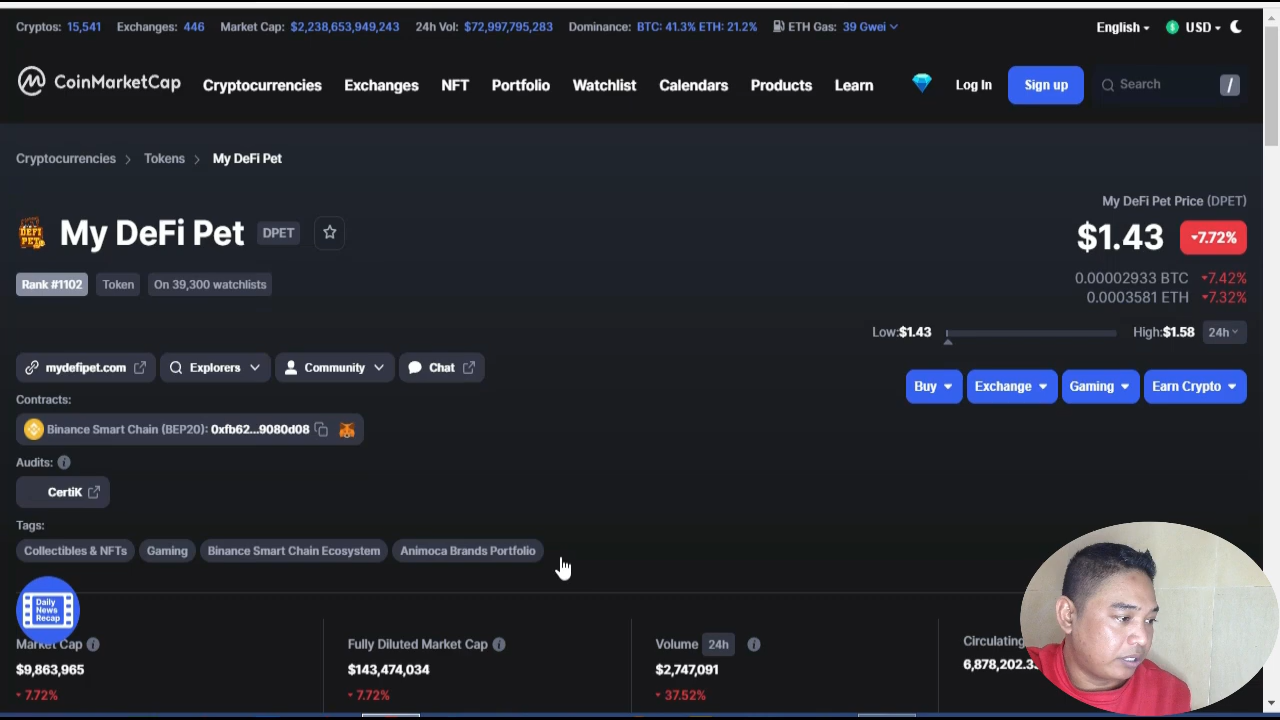 Cryptos: 15,541 Exchanges: 446 Market Cap: $2,238,653,949,243 24h Vol: $72,997,795,283 Dominance: BTC: 41.3% ETH: 21.2% ETH Gas: 39 Gwei English USD
CoinMarketCap Cryptocurrencies Exchanges NFT Portfolio Watchlist Calendars Products Learn Log In Sign up Search /
Cryptocurrencies > Tokens > My DeFi Pet
My DeFi Pet Price (DPET)
DEFI PET My DeFi Pet DPET $1.43 -7.72%
0.00002933 BTC 7.42%
Rank #1102 Token On 39,300 watchlists
0.0003581 ETH 7.32%
Low:$1.43 High:$1.58 24h
mydefipet.com Explorers Community Chat
Buy Exchange Gaming Earn Crypto
Contracts:
Binance Smart Chain (BEP20): 0xfb62...9080d08
Audits:
CertiK
Tags:
Collectibles & NFTs Gaming Binance Smart Chain Ecosystem Animoca Brands Portfolio
Daily
News
Recap
Market Cap Fully Diluted Market Cap Volume 24h Circulating
$9,863,965 $143,474,034 $2,747,091
7.72% 7.72% 37.52%